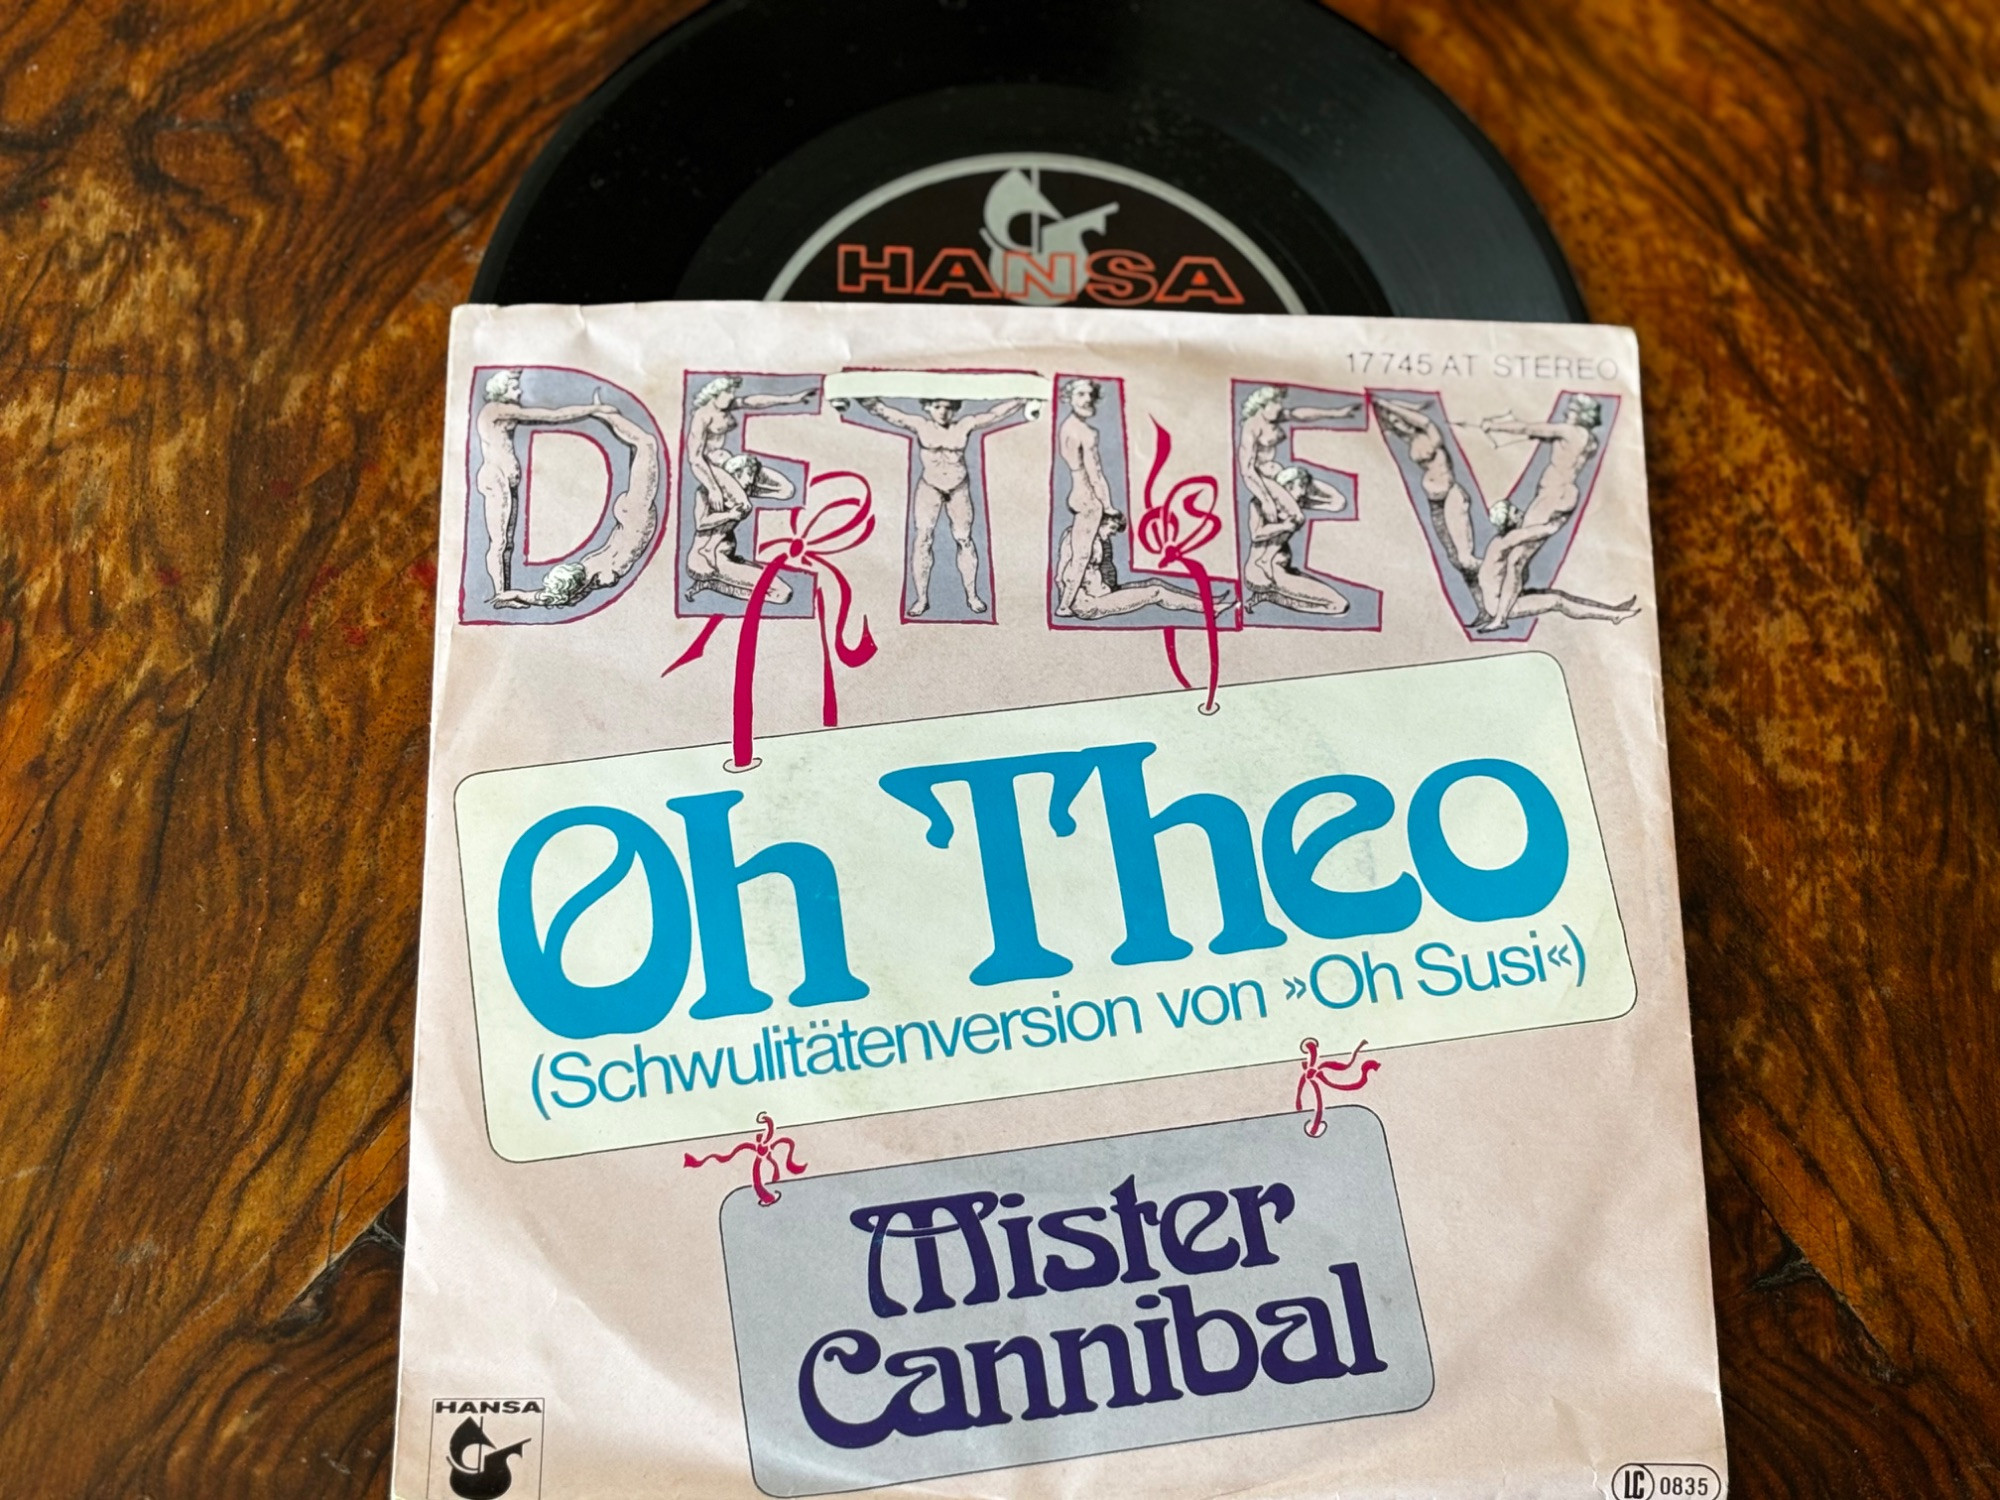 HANSA
17745 AT STEREO
DETLEV
Oh Theo
(Schwulitätenversion von »Oh Susi«)
Mister
Cannibal
HANSA
LC 0835